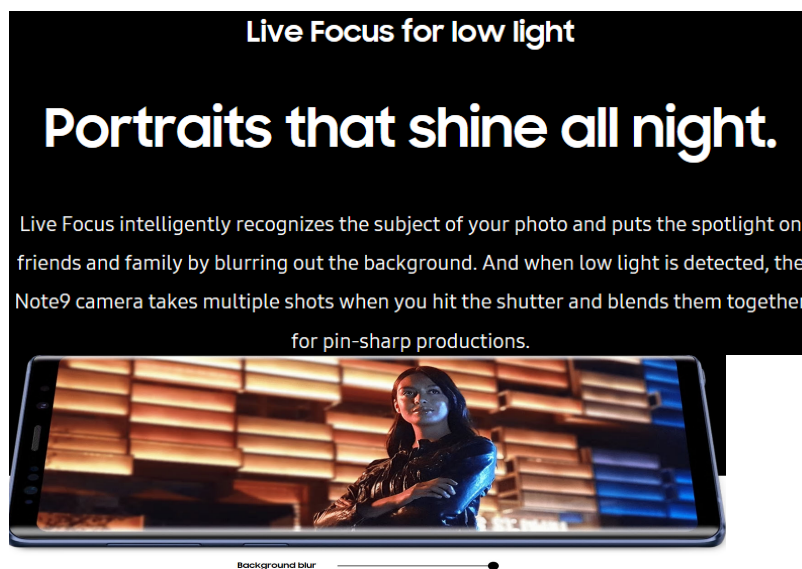 Live Focus for low light
Portraits that shine all night.
Live Focus intelligently recognizes the subject of your photo and puts the spotlight on
friends and family by blurring out the background. And when low light is detected, the
Note9 camera takes multiple shots when you hit the shutter and blends them together
for pin-sharp productions.
Background blur